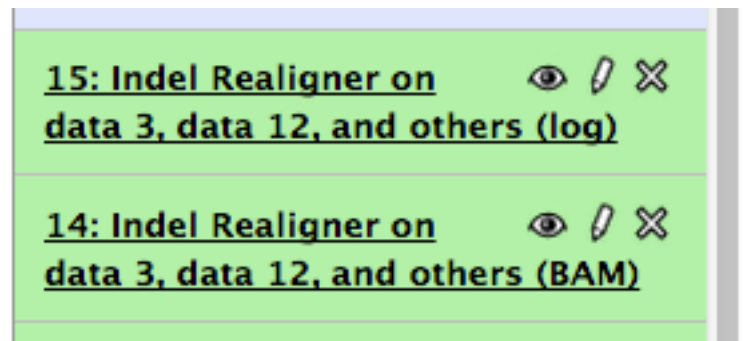 15: Indel Realigner on
data 3, data 12, and others (log)
14: Indel Realigner on
data 3, data 12, and others (BAM)